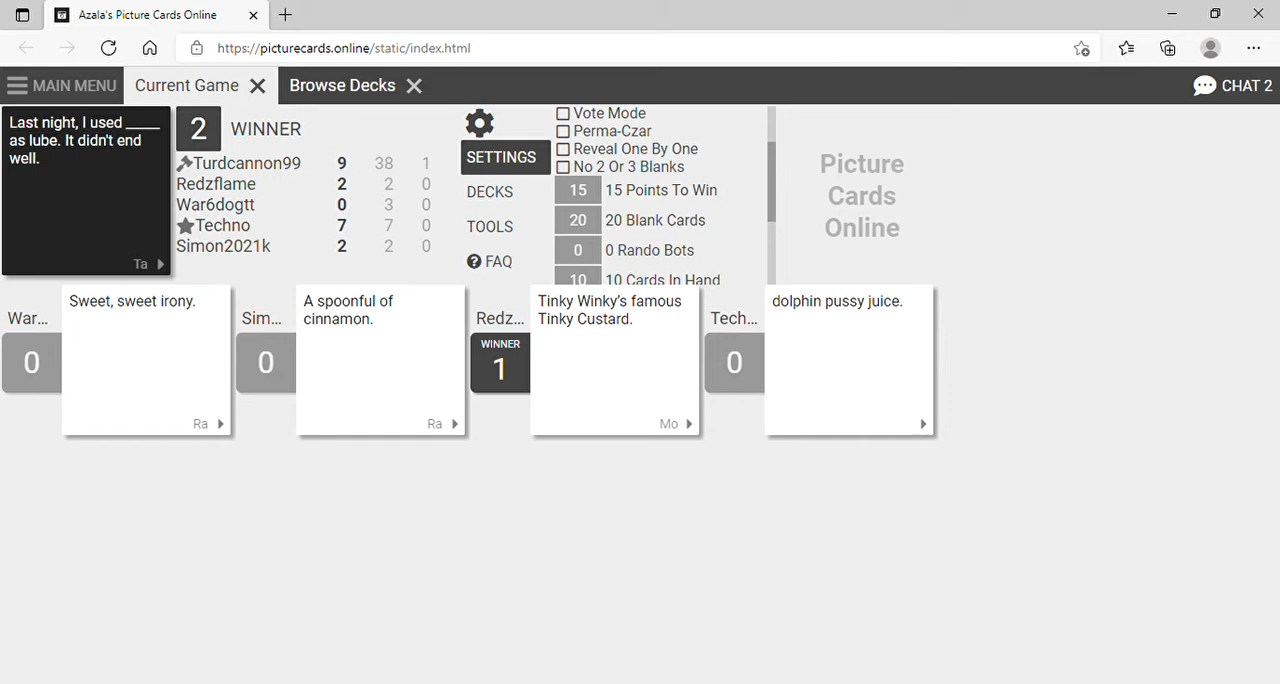 Azala's Picture Cards Online
https://picturecards.online/static/index.html
MAIN MENU
Current Game
Browse Decks
CHAT 2
Last night, I used _____
as lube. It didn't end
well.
Ta
2 WINNER
Turdcannon99 9 38 1
Redzflame 2 2 0
War6dogtt 0 3 0
Techno 7 7 0
Simon2021k 2 2 0
SETTINGS
DECKS
TOOLS
FAQ
Vote Mode
Perma-Czar
Reveal One By One
No 2 Or 3 Blanks
15 15 Points To Win
20 20 Blank Cards
0 0 Rando Bots
10 10 Cards In Hand
Picture
Cards
Online
War...
0
Sweet, sweet irony.
Ra
Sim...
0
A spoonful of
cinnamon.
Ra
Redz...
WINNER
1
Tinky Winky's famous
Tinky Custard.
Mo
Tech...
0
dolphin pussy juice.